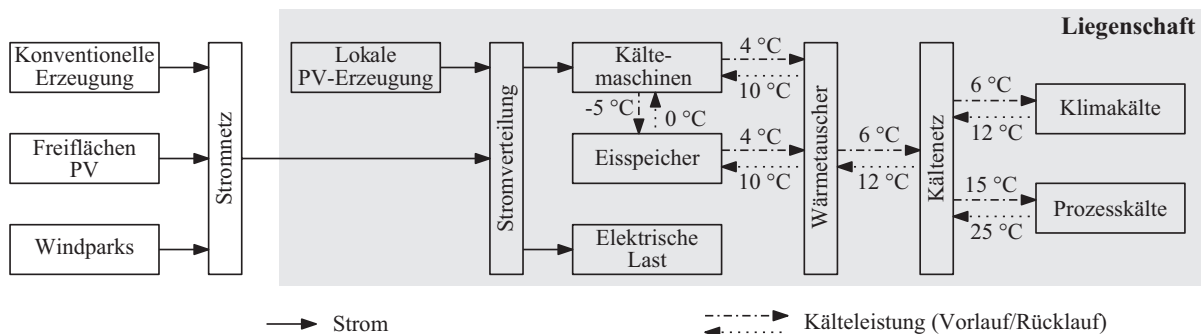 Liegenschaft
Konventionelle
Erzeugung
Freiflächen
PV
Windparks
Stromnetz
Lokale
PV-Erzeugung
Stromverteilung
Kälte-
maschinen
-5 °C
0 °C
Eisspeicher
Elektrische
Last
4 °C
10 °C
4 °C
10 °C
Wärmetauscher
6 °C
12 °C
Kältenetz
6 °C
12 °C
Klimakälte
15 °C
25 °C
Prozesskälte
Strom
Kälteleistung (Vorlauf/Rücklauf)